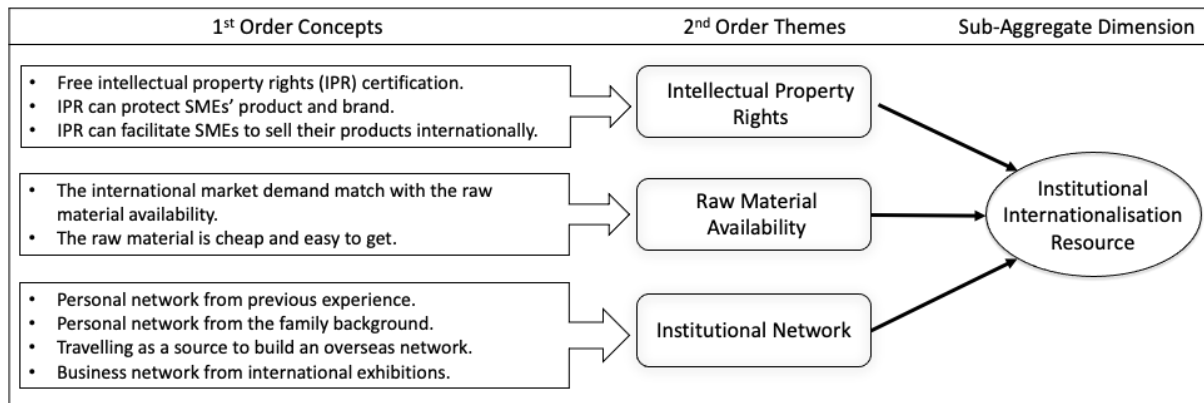 1st Order Concepts
2nd Order Themes
Sub-Aggregate Dimension
• Free intellectual property rights (IPR) certification.
• IPR can protect SMEs’ product and brand.
• IPR can facilitate SMEs to sell their products internationally.
Intellectual Property
Rights
• The international market demand match with the raw
material availability.
• The raw material is cheap and easy to get.
Raw Material
Availability
Institutional
Internationalisation
Resource
• Personal network from previous experience.
• Personal network from the family background.
• Travelling as a source to build an overseas network.
• Business network from international exhibitions.
Institutional Network